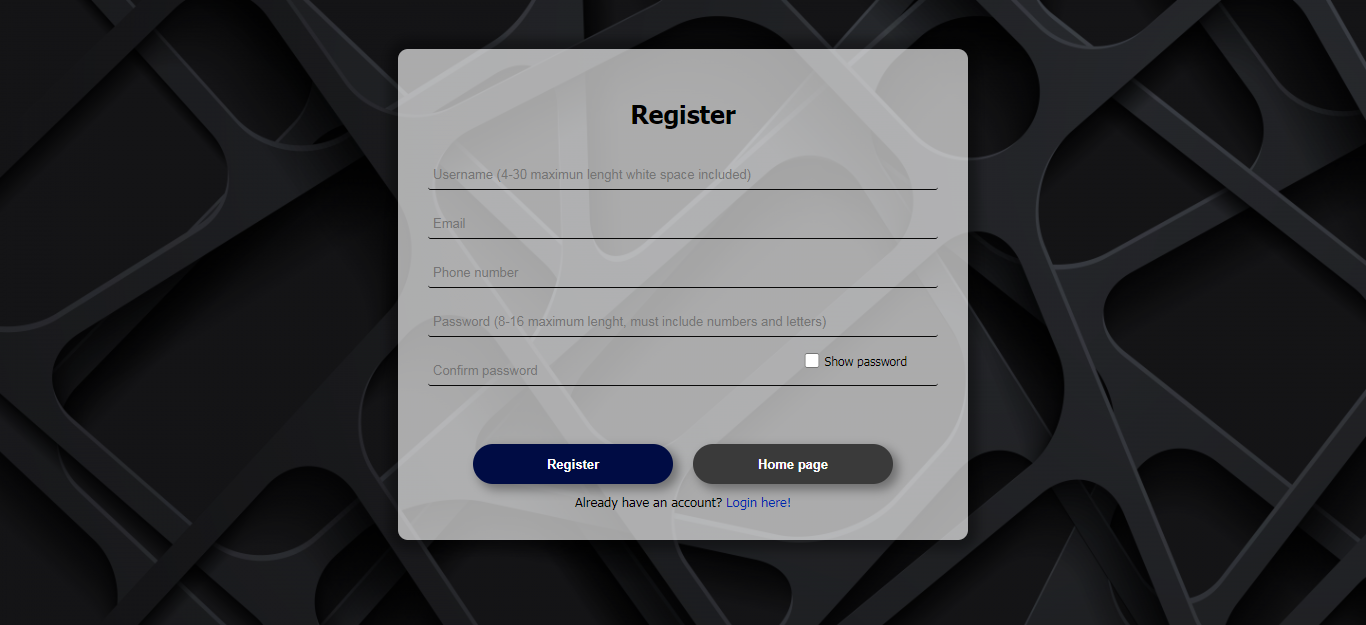 Register
Username (4-30 maximun lenght white space included)
Email
Phone number
Password (8-16 maximum lenght, must include numbers and letters)
Show password
Confirm password
Register
Home page
Already have an account? Login here!